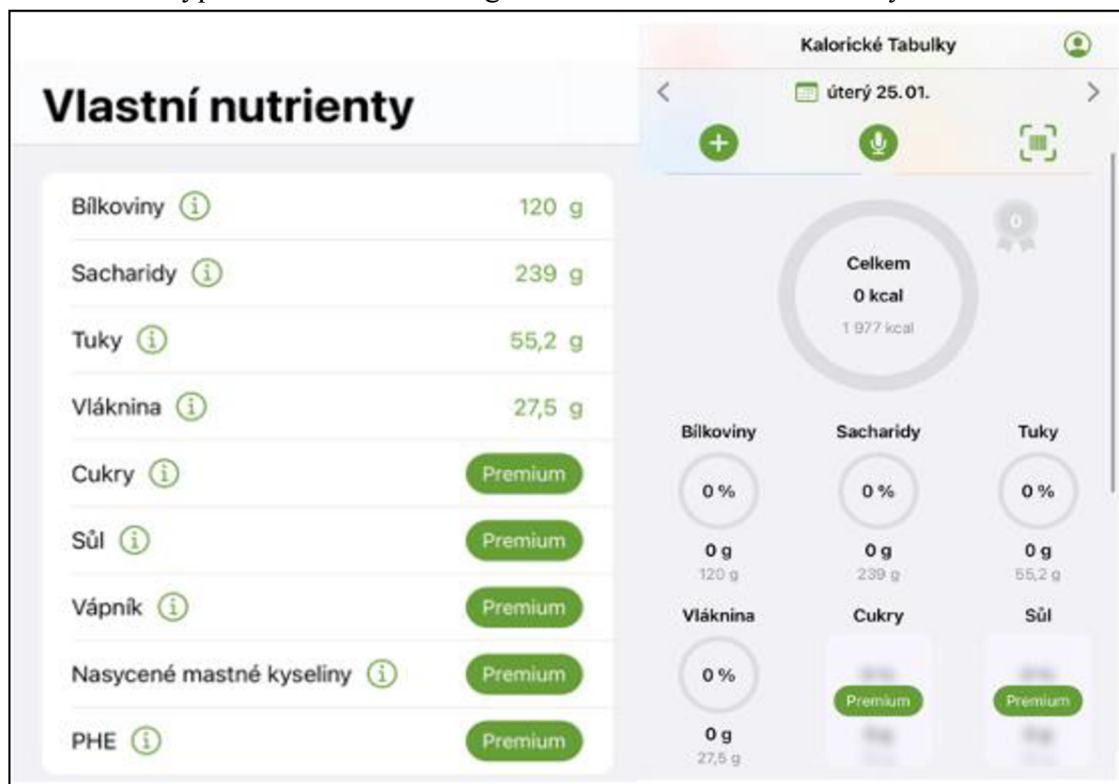 Vlastní nutrienty
Bílkoviny 120 g
Sacharidy 239 g
Tuky 55,2 g
Vláknina 27,5 g
Cukry Premium
Sůl Premium
Vápník Premium
Nasycené mastné kyseliny Premium
PHE Premium
Kalorické Tabulky
úterý 25. 01.
0
Celkem
0 kcal
1 977 kcal
Bílkoviny Sacharidy Tuky
0 % 0 % 0 %
0 g 0 g 0 g
120 g 239 g 55,2 g
Vláknina Cukry Sůl
0 %
Premium Premium
0 g
27,5 g